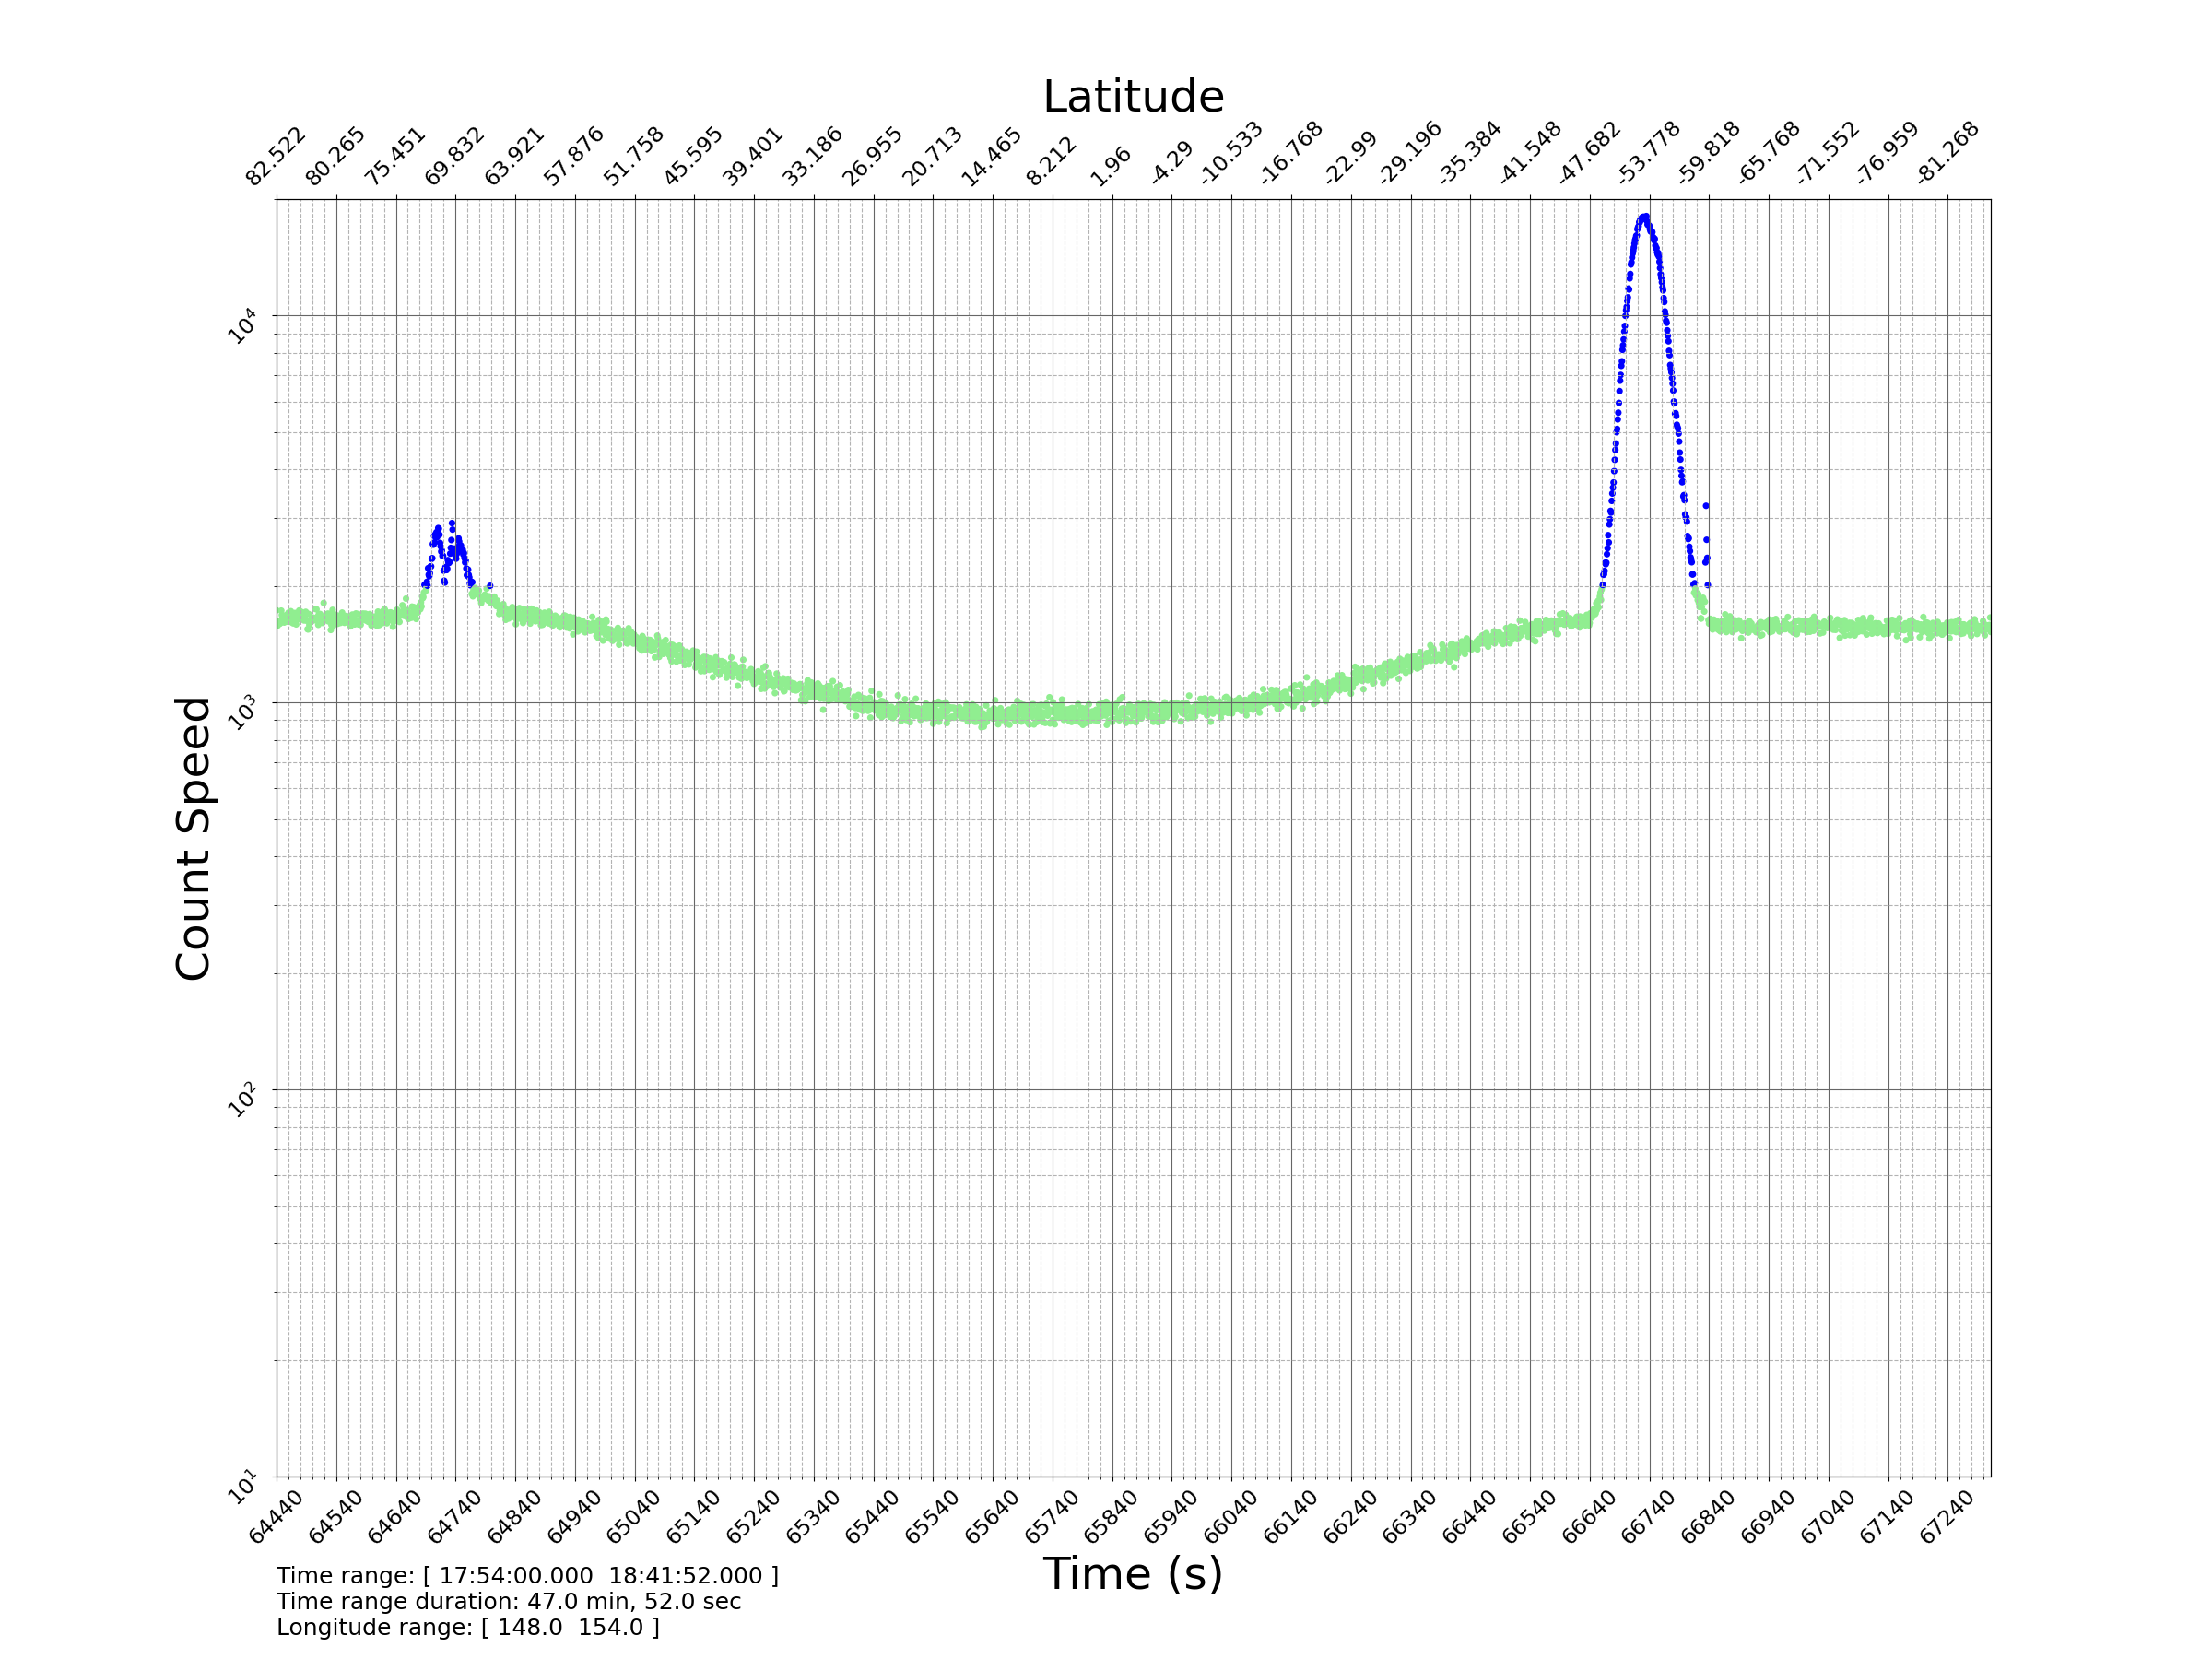 Latitude
82.522 80.265 75.451 69.832 63.921 57.876 51.758 45.595 39.401 33.186 26.955 20.713 14.465 8.212 1.96 -4.29 -10.533 -16.768 -22.99 -29.196 -35.384 -41.548 -47.682 -53.778 -59.818 -65.768 -71.552 -76.959 -81.268
10⁴
10³
10²
10¹
Count Speed
64440 64540 64640 64740 64840 64940 65040 65140 65240 65340 65440 65540 65640 65740 65840 65940 66040 66140 66240 66340 66440 66540 66640 66740 66840 66940 67040 67140 67240
Time (s)
Time range: [ 17:54:00.000  18:41:52.000 ]
Time range duration: 47.0 min, 52.0 sec
Longitude range: [ 148.0  154.0 ]